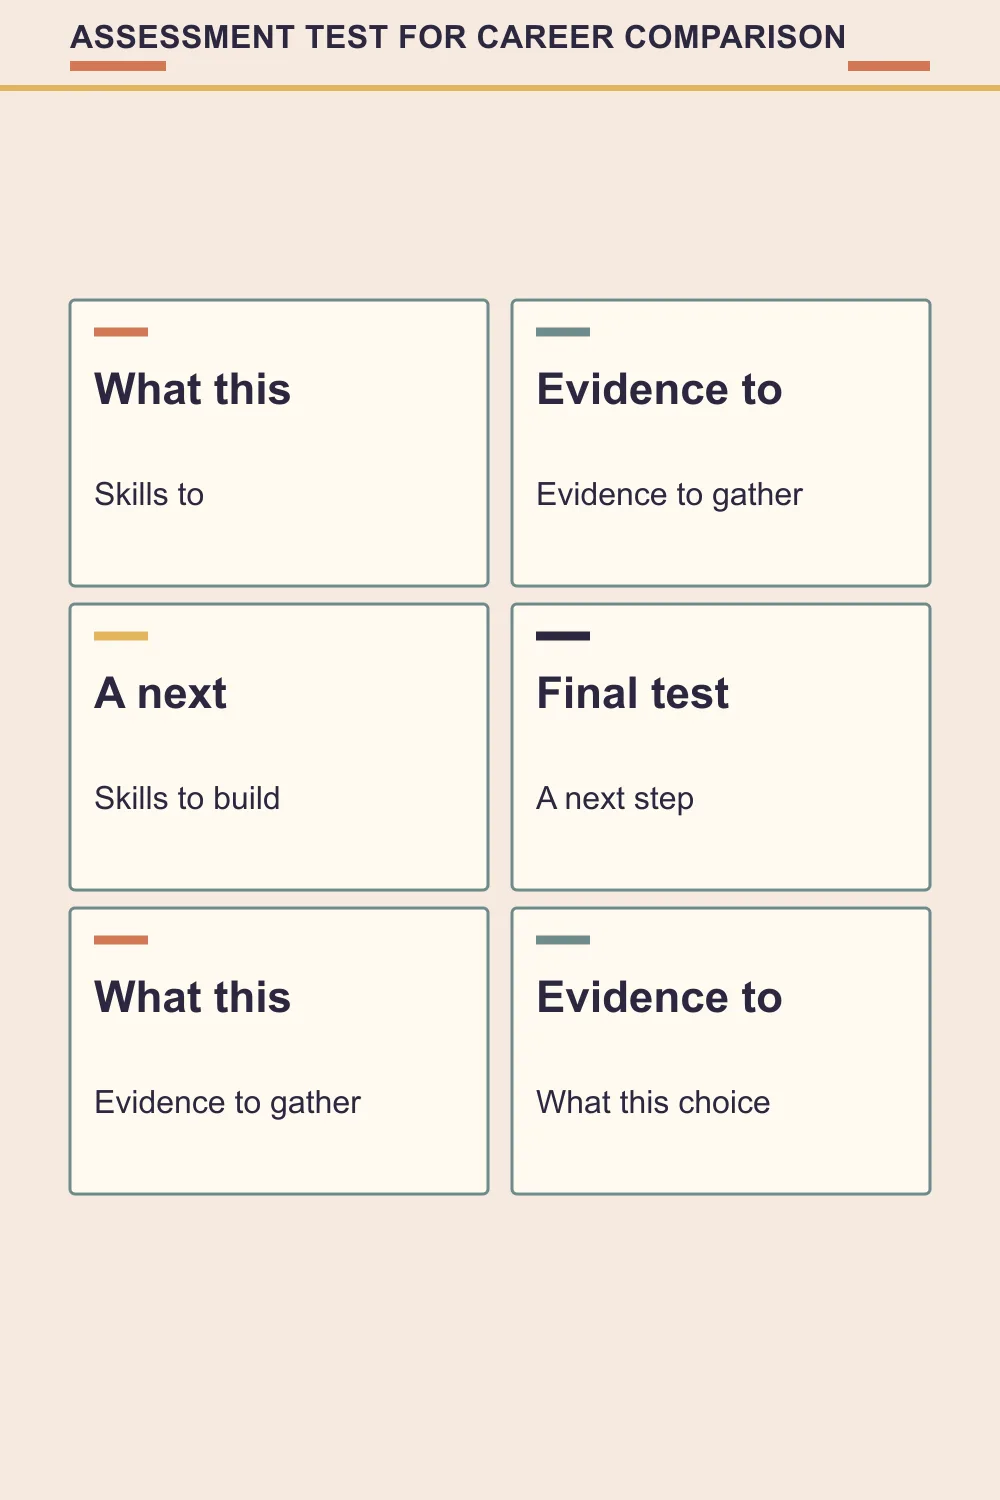 ASSESSMENT TEST FOR CAREER COMPARISON
What this
Skills to
Evidence to
Evidence to gather
A next
Skills to build
Final test
A next step
What this
Evidence to gather
Evidence to
What this choice